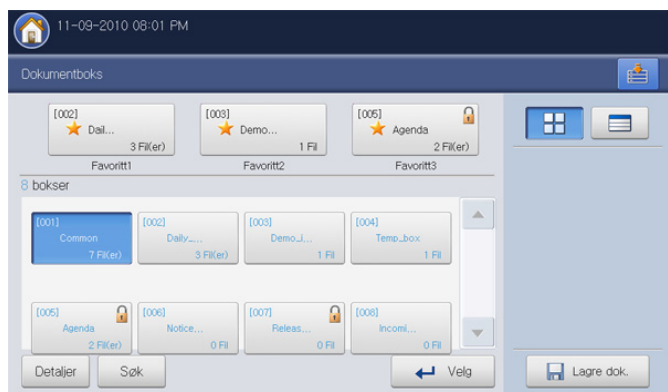 11-09-2010 08:01 PM
Dokumentboks
[002]
Dail...
3 Fil(er)
Favoritt1
[003]
Demo...
1 Fil
Favoritt2
[005]
Agenda
2 Fil(er)
Favoritt3
8 bokser
[001]
Common
7 Fil(er)
[002]
Daily_...
3 Fil(er)
[003]
Demo_i...
1 Fil
[004]
Temp_box
1 Fil
[005]
Agenda
2 Fil(er)
[006]
Notice...
0 Fil
[007]
Releas...
0 Fil
[008]
Incomi...
0 Fil
Detaljer
Søk
Velg
Lagre dok.